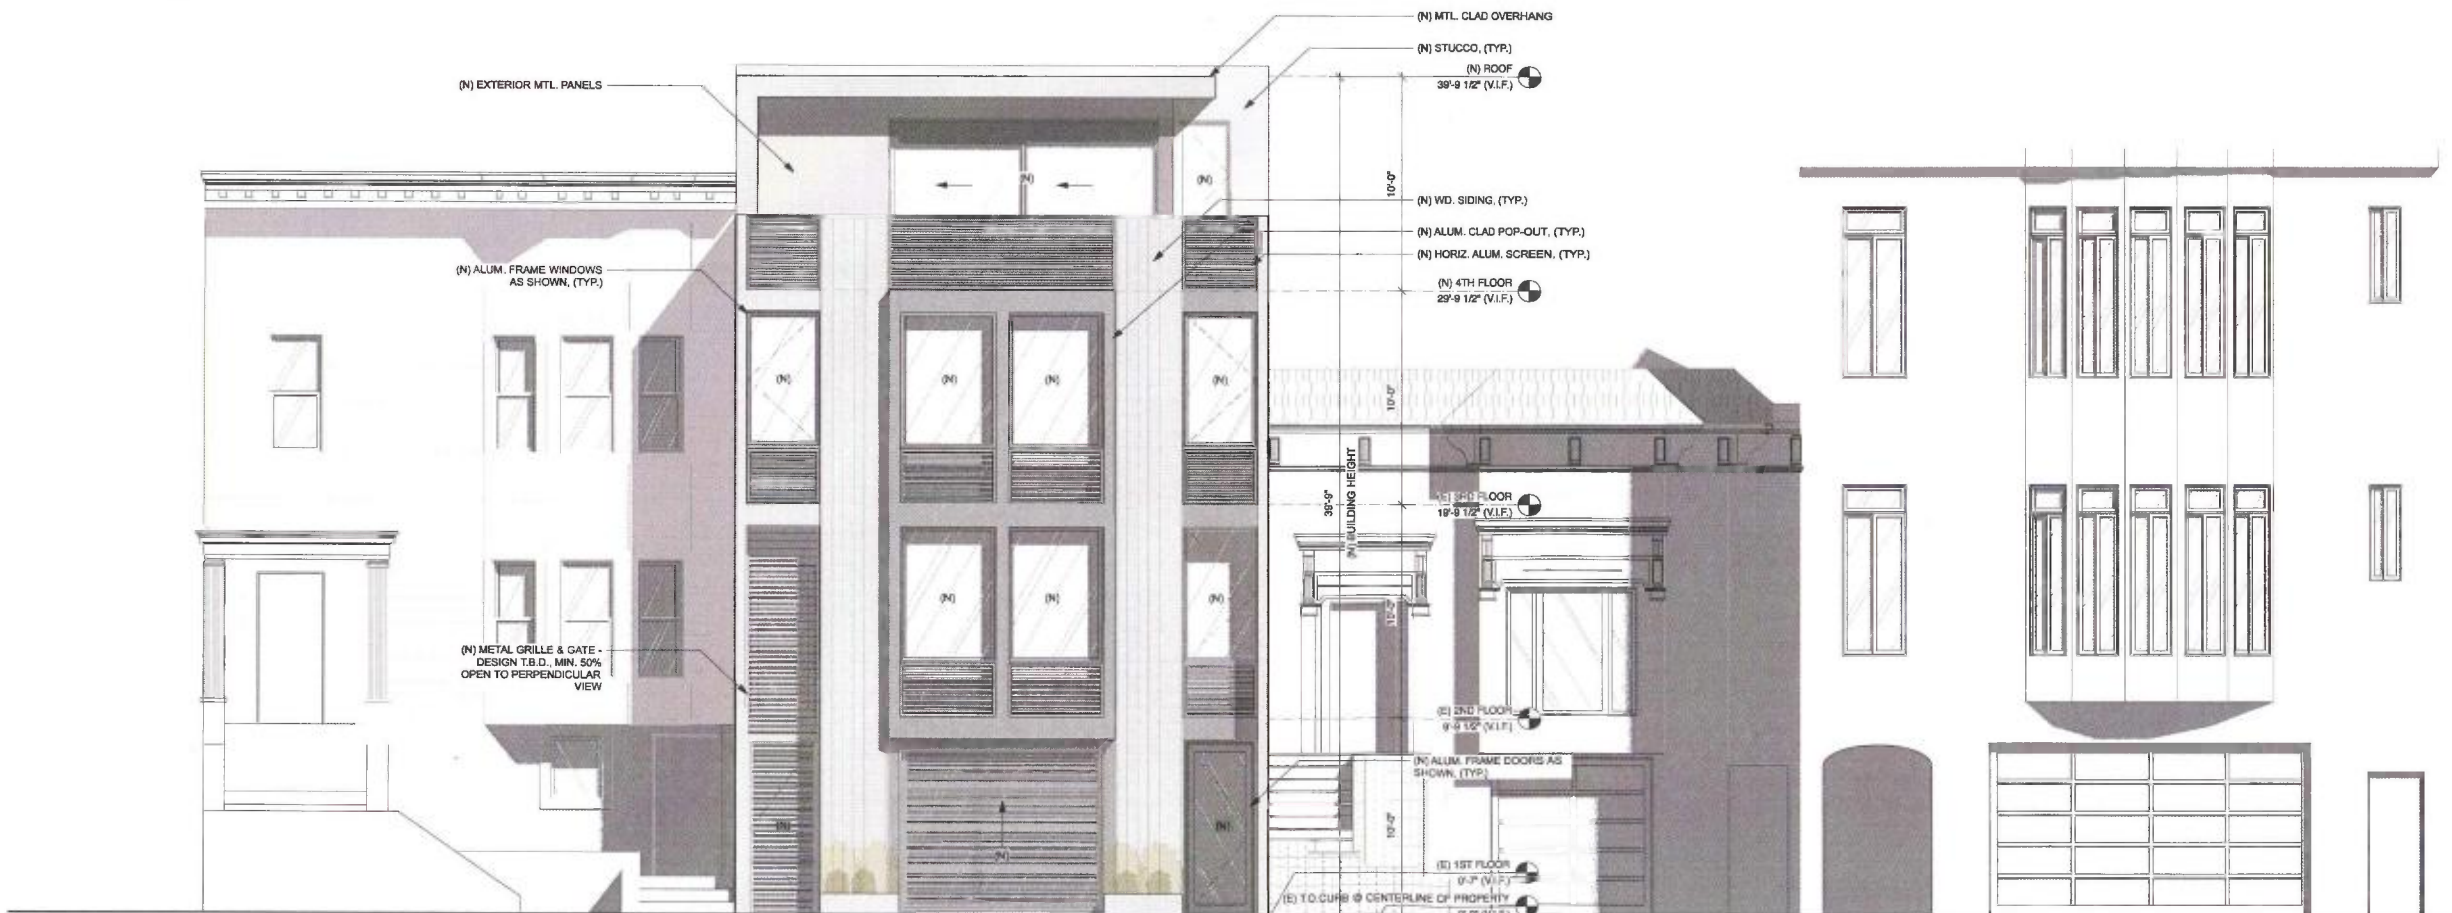 (N) MTL. CLAD OVERHANG
(N) STUCCO, (TYP.)
(N) ROOF
39'-9 1/2" (V.I.F.)
(N) EXTERIOR MTL. PANELS
(N)
(N)
10'-0"
(N) WD. SIDING, (TYP.)
(N) ALUM. CLAD POP-OUT, (TYP.)
(N) HORIZ. ALUM. SCREEN, (TYP.)
(N) ALUM. FRAME WINDOWS
AS SHOWN, (TYP.)
(N) 4TH FLOOR
29'-9 1/2" (V.I.F.)
(N)
(N)
(N)
(N)
10'-0"
39'-9"
(N) BUILDING HEIGHT
(E) 3RD FLOOR
19'-9 1/2" (V.I.F.)
(N)
(N)
(N)
10'-0"
(N) METAL GRILLE & GATE -
DESIGN T.B.D., MIN. 50%
OPEN TO PERPENDICULAR
VIEW
(E) 2ND FLOOR
9'-9 1/2" (V.I.F.)
(N) ALUM. FRAME DOORS AS
SHOWN, (TYP.)
(N)
(N)
(N)
10'-0"
(E) 1ST FLOOR
0'-7" (V.I.F.)
(E) T.O. CURB @ CENTERLINE OF PROPERTY